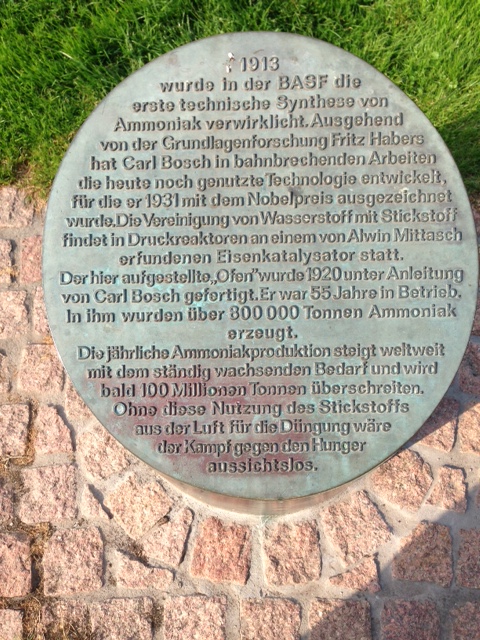 1913
wurde in der BASF die
erste technische Synthese von
Ammoniak verwirklicht. Ausgehend
von der Grundlagenforschung Fritz Habers
hat Carl Bosch in bahnbrechenden Arbeiten
die heute noch genutzte Technologie entwickelt,
für die er 1931 mit dem Nobelpreis ausgezeichnet
wurde. Die Vereinigung von Wasserstoff mit Stickstoff
findet in Druckreaktoren an einem von Alwin Mittasch
erfundenen Eisenkatalysator statt.
Der hier aufgestellte „Ofen" wurde 1920 unter Anleitung
von Carl Bosch gefertigt. Er war 55 Jahre in Betrieb.
In ihm wurden über 800 000 Tonnen Ammoniak
erzeugt.
Die jährliche Ammoniakproduktion steigt weltweit
mit dem ständig wachsenden Bedarf und wird
bald 100 Millionen Tonnen überschreiten.
Ohne diese Nutzung des Stickstoffs
aus der Luft für die Düngung wäre
der Kampf gegen den Hunger
aussichtslos.